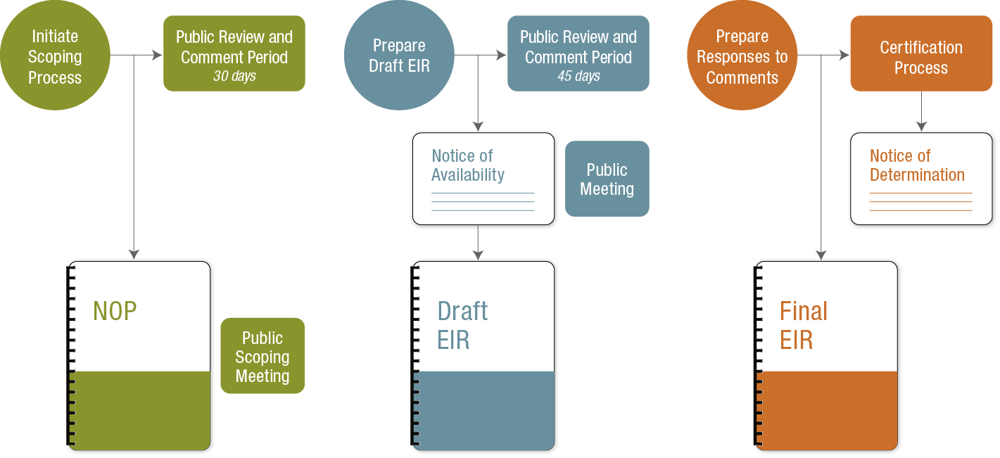 Initiate
Scoping
Process
Public Review and
Comment Period
30 days
NOP
Public
Scoping
Meeting
Prepare
Draft EIR
Public Review and
Comment Period
45 days
Notice of
Availability
Public
Meeting
Draft
EIR
Prepare
Responses to
Comments
Certification
Process
Notice of
Determination
Final
EIR